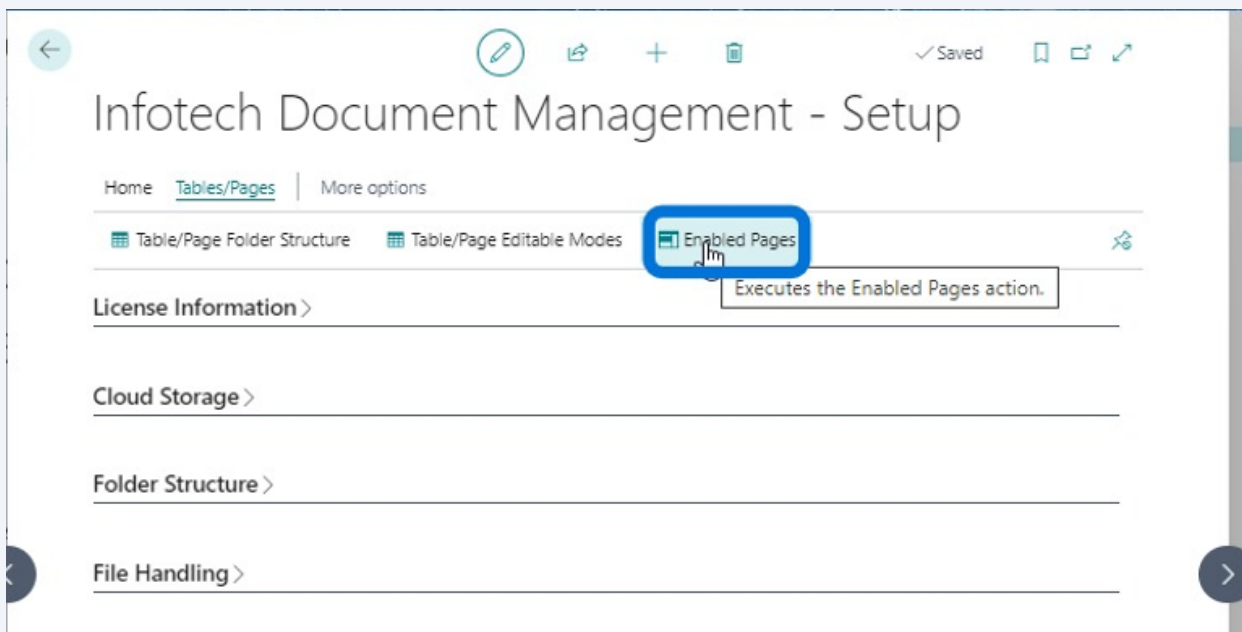 Saved
Infotech Document Management - Setup
Home Tables/Pages More options
Table/Page Folder Structure Table/Page Editable Modes Enabled Pages
Executes the Enabled Pages action.
License Information
Cloud Storage
Folder Structure
File Handling